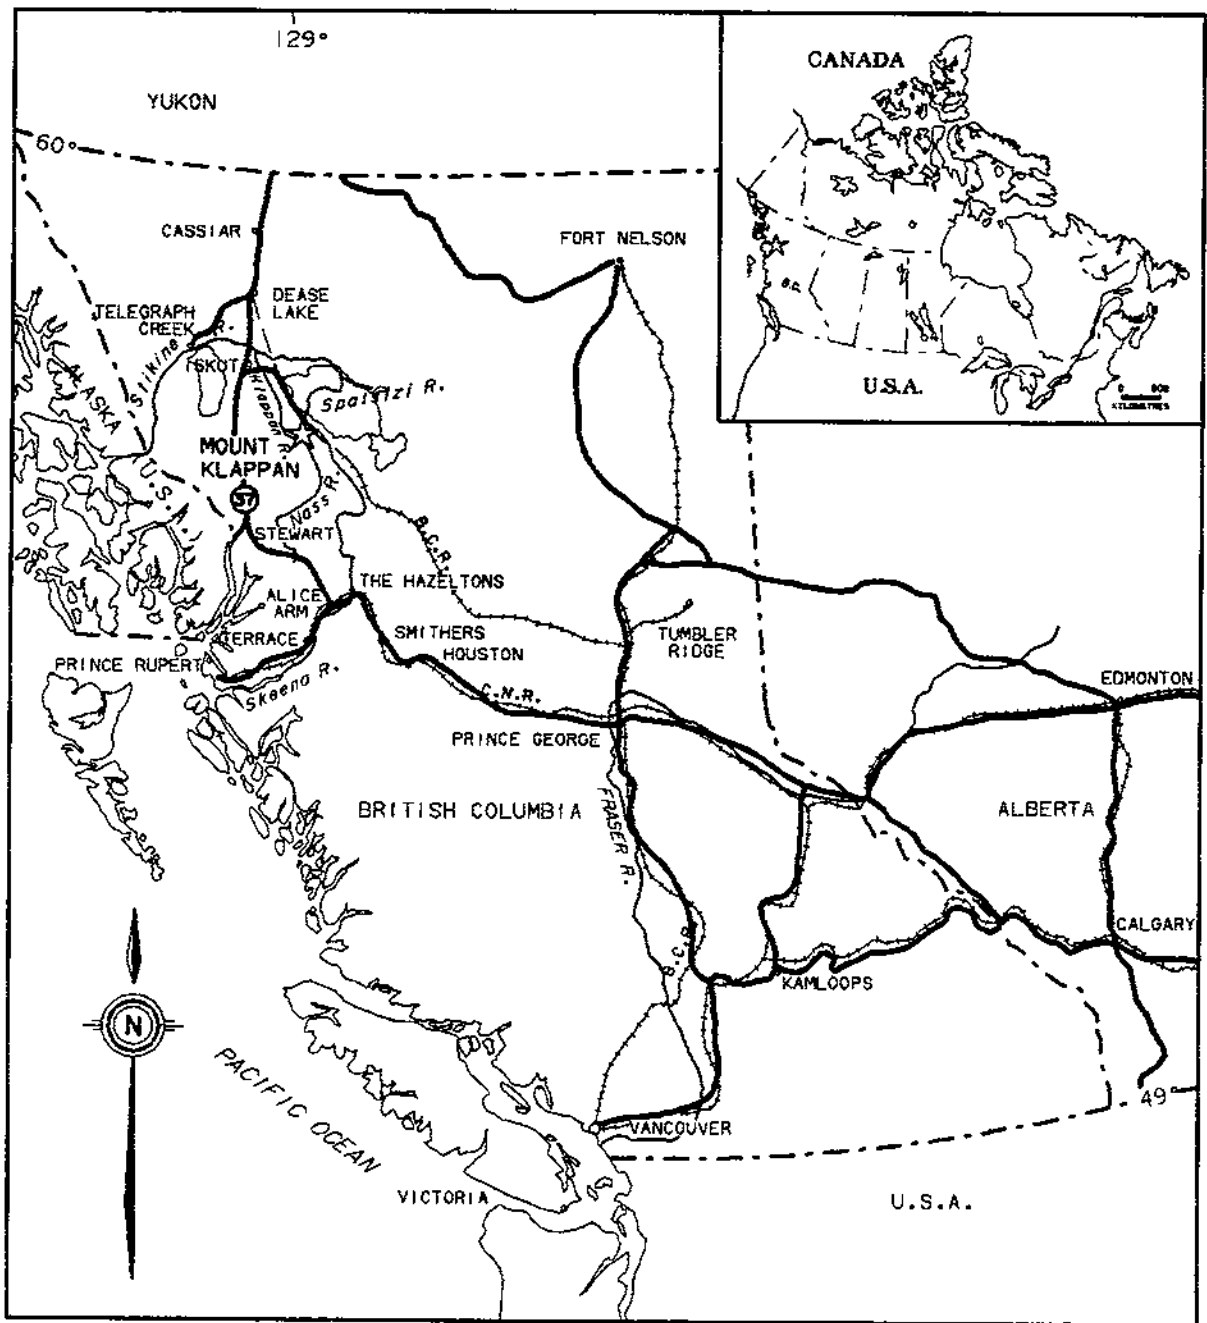 129°
YUKON
60°
CASSIAR
FORT NELSON
DEASE
LAKE
TELEGRAPH
CREEK
R.
Stikine
ISKUT
Klappan R.
Spatsizi R.
ALASKA
U.S.A.
MOUNT
KLAPPAN
37
Nass R.
STEWART
B.C.R.
THE HAZELTONS
ALICE
ARM
TERRACE
SMITHERS
HOUSTON
TUMBLER
RIDGE
PRINCE RUPERT
Skeena R.
C.N.R.
EDMONTON
PRINCE GEORGE
BRITISH COLUMBIA
FRASER R.
ALBERTA
B.C.R.
CALGARY
KAMLOOPS
N
PACIFIC OCEAN
49°
VANCOUVER
VICTORIA
U.S.A.
CANADA
B.C.
U.S.A.
KILOMETRES